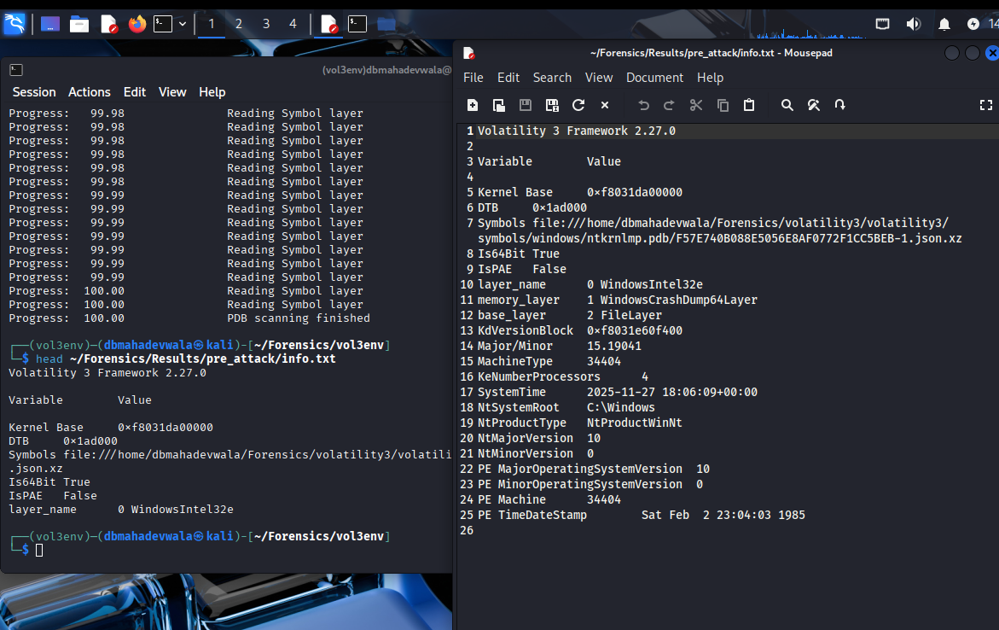 1 2 3 4
14
(vol3env)dbmahadevwala@
Session Actions Edit View Help
Progress: 99.98 Reading Symbol layer
Progress: 99.98 Reading Symbol layer
Progress: 99.98 Reading Symbol layer
Progress: 99.98 Reading Symbol layer
Progress: 99.98 Reading Symbol layer
Progress: 99.98 Reading Symbol layer
Progress: 99.99 Reading Symbol layer
Progress: 99.99 Reading Symbol layer
Progress: 99.99 Reading Symbol layer
Progress: 99.99 Reading Symbol layer
Progress: 99.99 Reading Symbol layer
Progress: 99.99 Reading Symbol layer
Progress: 99.99 Reading Symbol layer
Progress: 100.00 Reading Symbol layer
Progress: 100.00 Reading Symbol layer
Progress: 100.00 PDB scanning finished
┌──(vol3env)─(dbmahadevwala㉿kali)-[~/Forensics/vol3env]
└─$ head ~/Forensics/Results/pre_attack/info.txt
Volatility 3 Framework 2.27.0
Variable Value
Kernel Base 0×f8031da00000
DTB 0×1ad000
Symbols file:///home/dbmahadevwala/Forensics/volatility3/volatili
.json.xz
Is64Bit True
IsPAE False
layer_name 0 WindowsIntel32e
┌──(vol3env)─(dbmahadevwala㉿kali)-[~/Forensics/vol3env]
└─$
~/Forensics/Results/pre_attack/info.txt - Mousepad
File Edit Search View Document Help
1 Volatility 3 Framework 2.27.0
2
3 Variable Value
4
5 Kernel Base 0×f8031da00000
6 DTB 0×1ad000
7 Symbols file:///home/dbmahadevwala/Forensics/volatility3/volatility3/
symbols/windows/ntkrnlmp.pdb/F57E740B088E5056E8AF0772F1CC5BEB-1.json.xz
8 Is64Bit True
9 IsPAE False
10 layer_name 0 WindowsIntel32e
11 memory_layer 1 WindowsCrashDump64Layer
12 base_layer 2 FileLayer
13 KdVersionBlock 0×f8031e60f400
14 Major/Minor 15.19041
15 MachineType 34404
16 KeNumberProcessors 4
17 SystemTime 2025-11-27 18:06:09+00:00
18 NtSystemRoot C:\Windows
19 NtProductType NtProductWinNt
20 NtMajorVersion 10
21 NtMinorVersion 0
22 PE MajorOperatingSystemVersion 10
23 PE MinorOperatingSystemVersion 0
24 PE Machine 34404
25 PE TimeDateStamp Sat Feb 2 23:04:03 1985
26